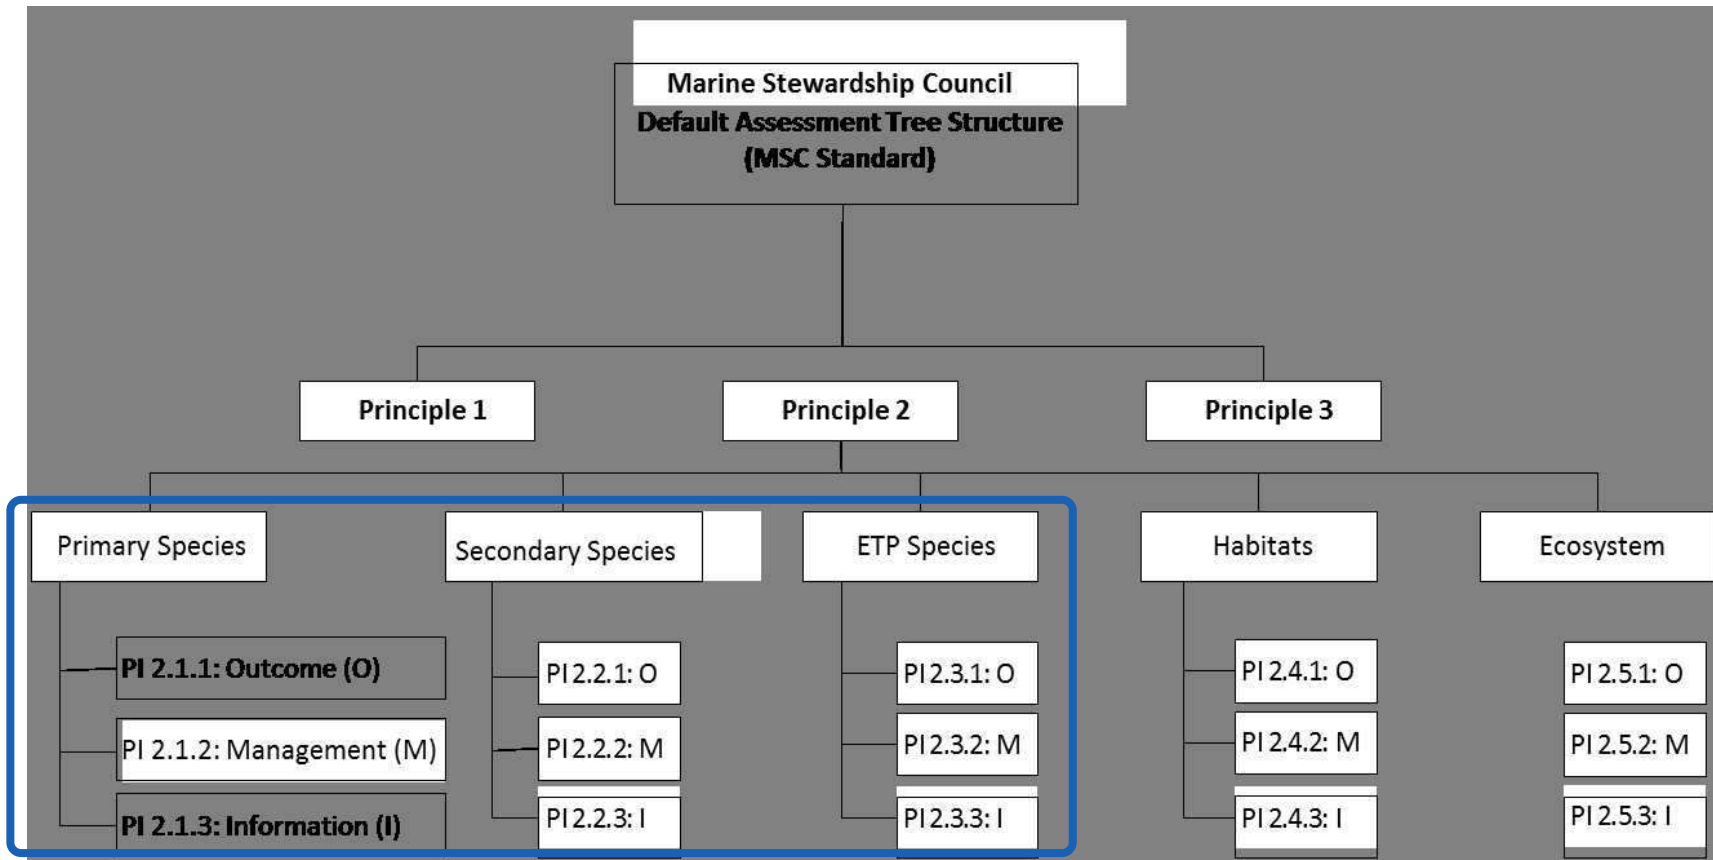 Marine Stewardship Council
Default Assessment Tree Structure
(MSC Standard)
Principle 1
Principle 2
Principle 3
Primary Species
Secondary Species
ETP Species
Habitats
Ecosystem
PI 2.1.1: Outcome (O)
PI 2.1.2: Management (M)
PI 2.1.3: Information (I)
PI 2.2.1: O
PI 2.2.2: M
PI 2.2.3: I
PI 2.3.1: O
PI 2.3.2: M
PI 2.3.3: I
PI 2.4.1: O
PI 2.4.2: M
PI 2.4.3: I
PI 2.5.1: O
PI 2.5.2: M
PI 2.5.3: I